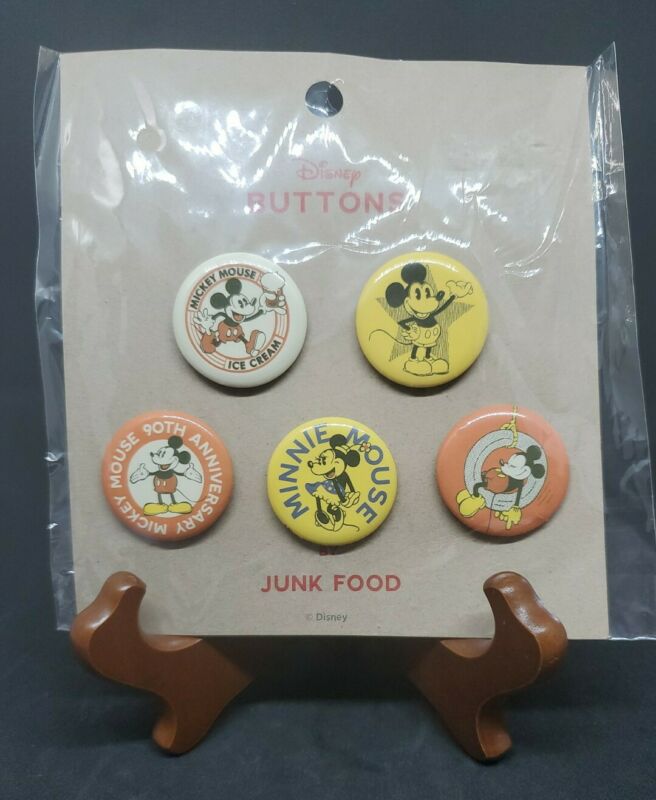 Disney
BUTTONS
MICKEY MOUSE
ICE CREAM
MICKEY MOUSE 90TH ANNIVERSARY
MINNIE MOUSE
BY
JUNK FOOD
© Disney